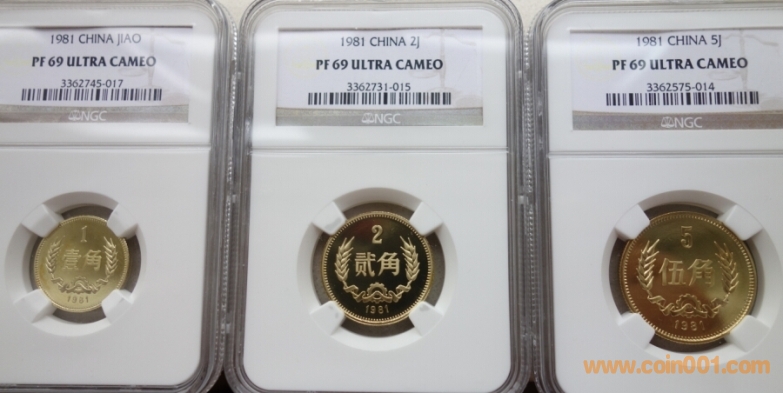 1981 CHINA JIAO
PF 69 ULTRA CAMEO
3362745-017
NGC
1
壹角
1981
1981 CHINA 2J
PF 69 ULTRA CAMEO
3362731-015
NGC
2
贰角
1981
1981 CHINA 5J
PF 69 ULTRA CAMEO
3362575-014
NGC
5
伍角
1981
www.coin001.com